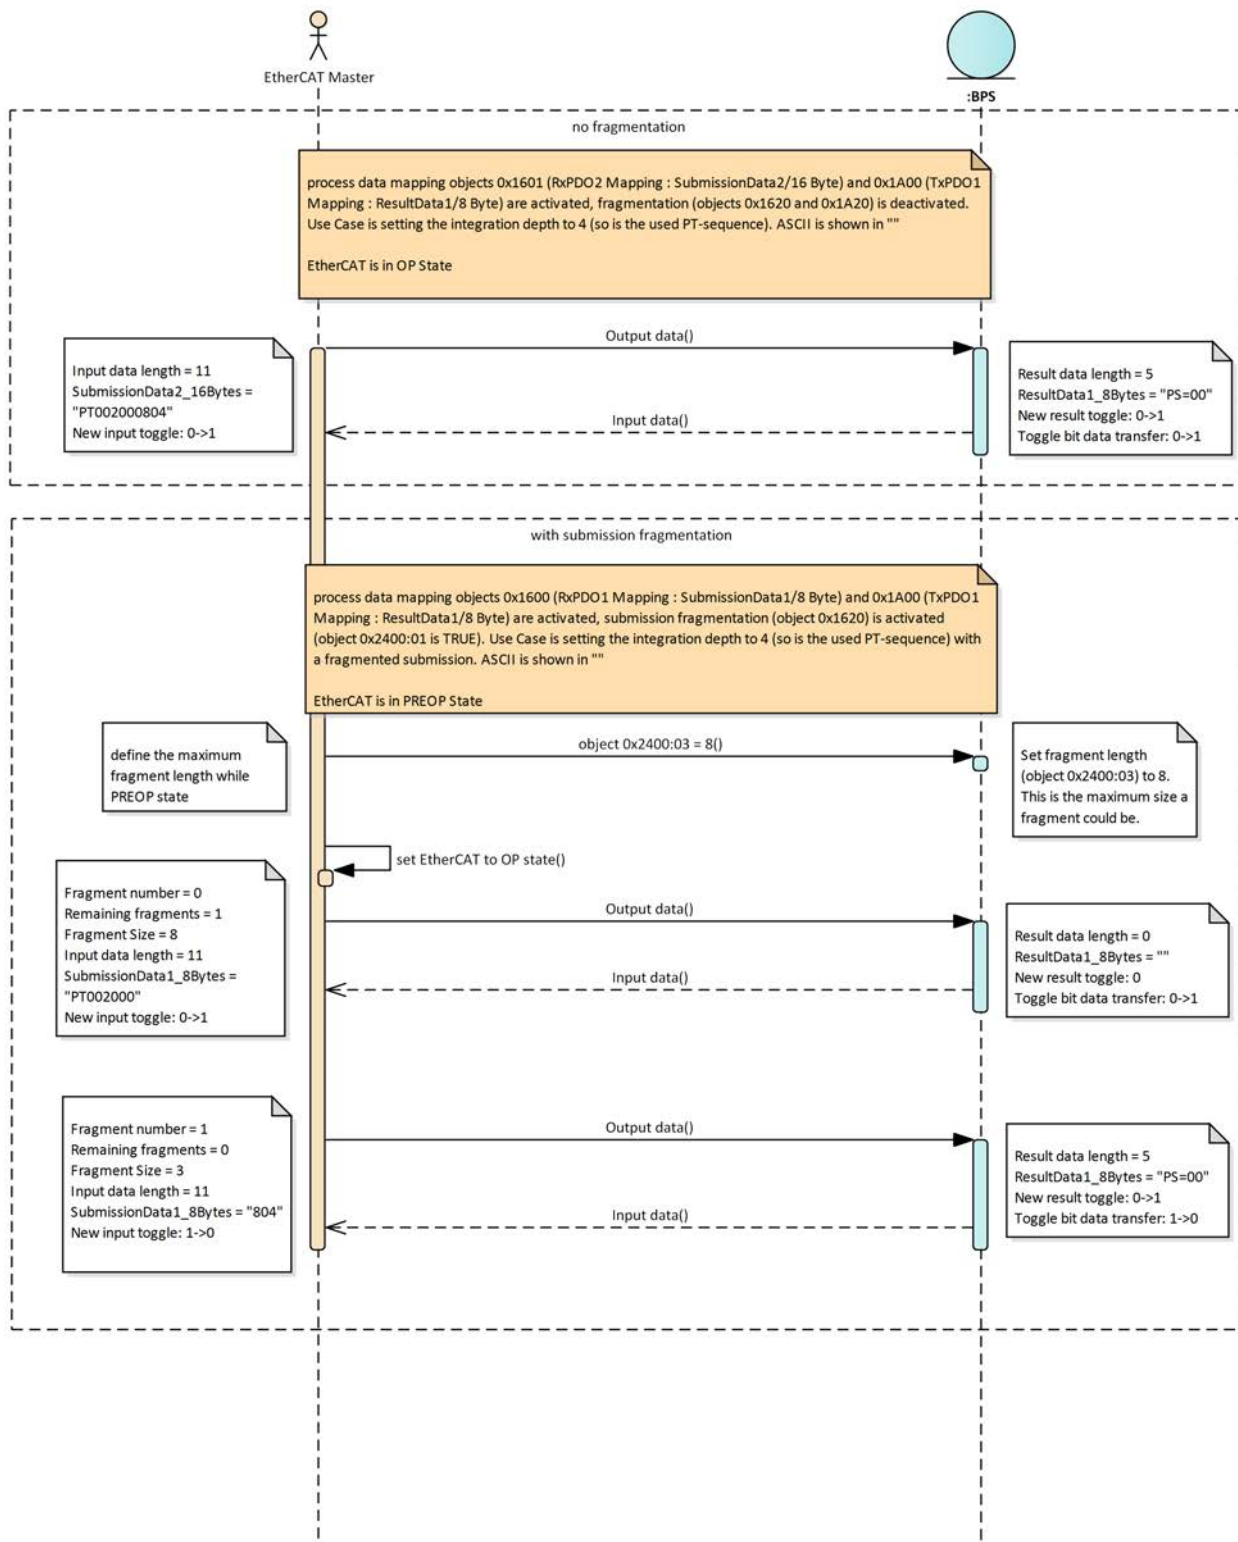 EtherCAT Master
:BPS
no fragmentation
process data mapping objects 0x1601 (RxPDO2 Mapping : SubmissionData2/16 Byte) and 0x1A00 (TxPDO1
Mapping : ResultData1/8 Byte) are activated, fragmentation (objects 0x1620 and 0x1A20) is deactivated.
Use Case is setting the integration depth to 4 (so is the used PT-sequence). ASCII is shown in ""
EtherCAT is in OP State
Output data()
Input data length = 11
SubmissionData2_16Bytes =
"PT002000804"
New input toggle: 0->1
Result data length = 5
ResultData1_8Bytes = "PS=00"
New result toggle: 0->1
Toggle bit data transfer: 0->1
Input data()
with submission fragmentation
process data mapping objects 0x1600 (RxPDO1 Mapping : SubmissionData1/8 Byte) and 0x1A00 (TxPDO1
Mapping : ResultData1/8 Byte) are activated, submission fragmentation (object 0x1620) is activated
(object 0x2400:01 is TRUE). Use Case is setting the integration depth to 4 (so is the used PT-sequence) with
a fragmented submission. ASCII is shown in ""
EtherCAT is in PREOP State
define the maximum
fragment length while
PREOP state
object 0x2400:03 = 8()
Set fragment length
(object 0x2400:03) to 8.
This is the maximum size a
fragment could be.
set EtherCAT to OP state()
Fragment number = 0
Remaining fragments = 1
Fragment Size = 8
Input data length = 11
SubmissionData1_8Bytes =
"PT002000"
New input toggle: 0->1
Output data()
Input data()
Result data length = 0
ResultData1_8Bytes = ""
New result toggle: 0
Toggle bit data transfer: 0->1
Fragment number = 1
Remaining fragments = 0
Fragment Size = 3
Input data length = 11
SubmissionData1_8Bytes = "804"
New input toggle: 1->0
Output data()
Input data()
Result data length = 5
ResultData1_8Bytes = "PS=00"
New result toggle: 0->1
Toggle bit data transfer: 1->0